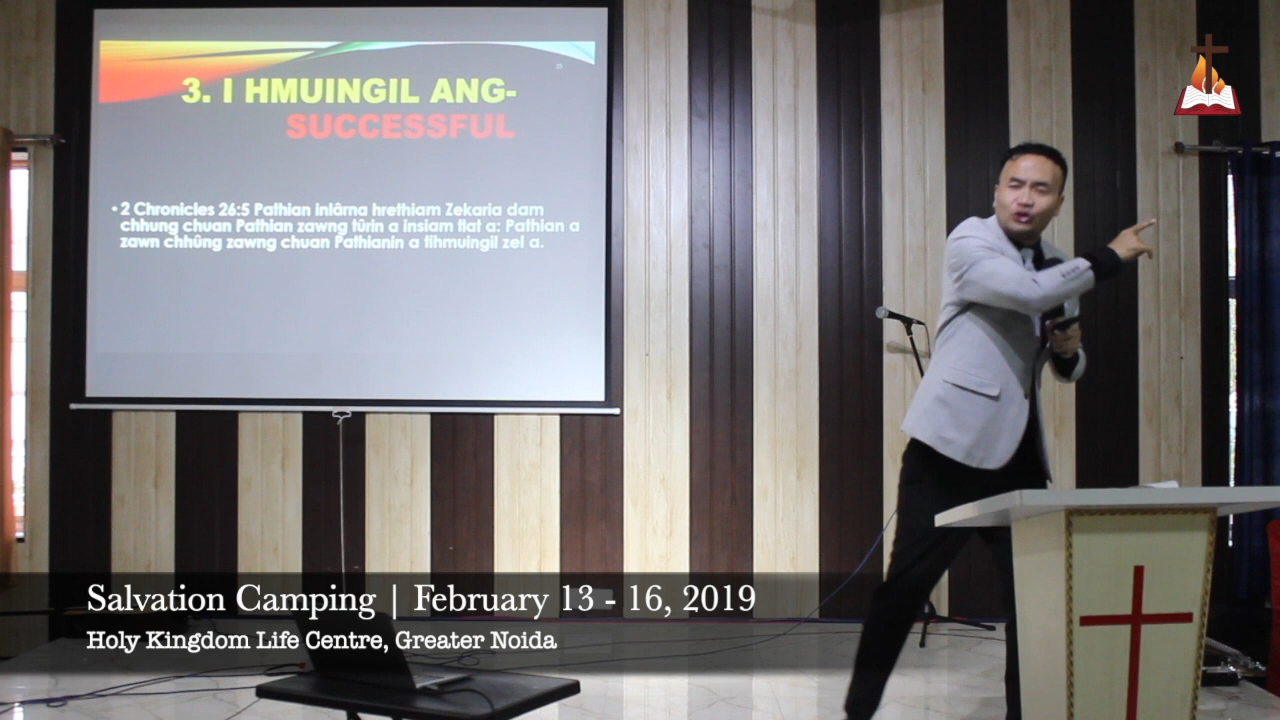 3. I HMUINGIL ANG-
SUCCESSFUL
• 2 Chronicles 26:5 Pathian inlârna hrethiam Zekaria dam
chhung chuan Pathian zawng tûrin a insiam tlat a: Pathian a
zawn chhûng zawng chuan Pathianin a tihmuingil zel a.
Salvation Camping | February 13 - 16, 2019
Holy Kingdom Life Centre, Greater Noida